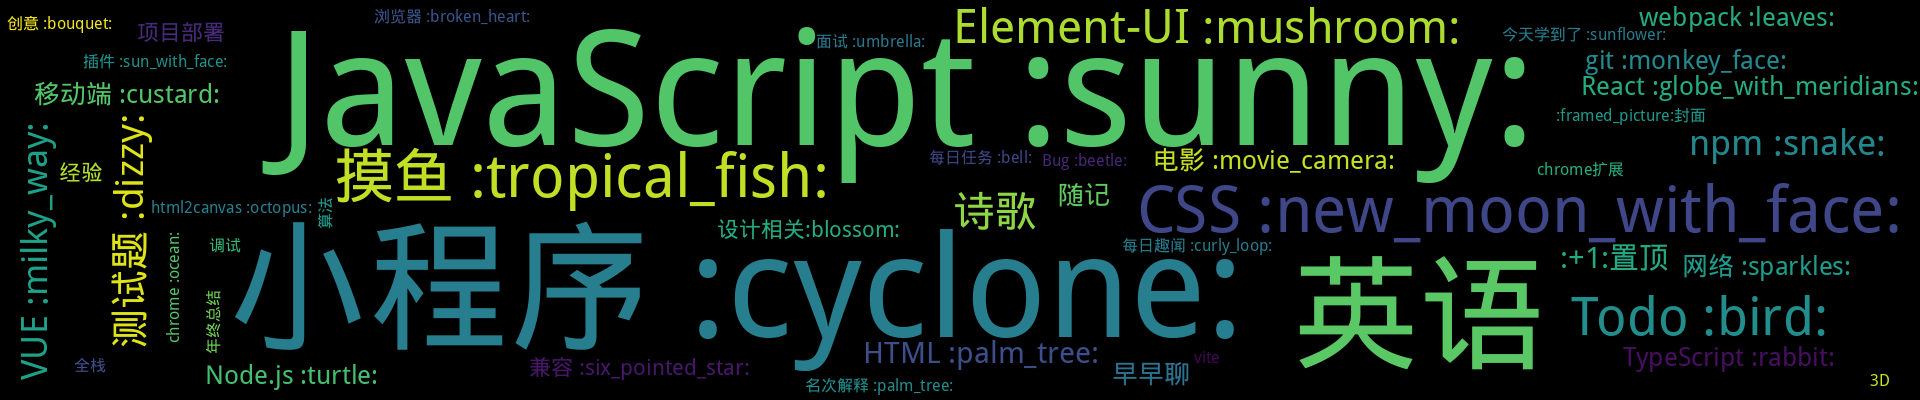 创意 :bouquet:
项目部署
浏览器 :broken_heart:
插件 :sun_with_face:
移动端 :custard:
JavaScript :sunny:
面试 :umbrella:
Element-UI :mushroom:
webpack :leaves:
今天学到了 :sunflower:
git :monkey_face:
React :globe_with_meridians:
:framed_picture:封面
npm :snake:
VUE :milky_way:
经验
测试题 :dizzy:
摸鱼 :tropical_fish:
每日任务 :bell:
Bug :beetle:
电影 :movie_camera:
chrome扩展
html2canvas :octopus:
算法
诗歌
随记
CSS :new_moon_with_face:
设计相关:blossom:
每日趣闻 :curly_loop:
调试
chrome :ocean:
年终总结
小程序 :cyclone:
英语
:+1:置顶
网络 :sparkles:
Todo :bird:
全栈
Node.js :turtle:
兼容 :six_pointed_star:
HTML :palm_tree:
名次解释 :palm_tree:
早早聊
vite
TypeScript :rabbit:
3D